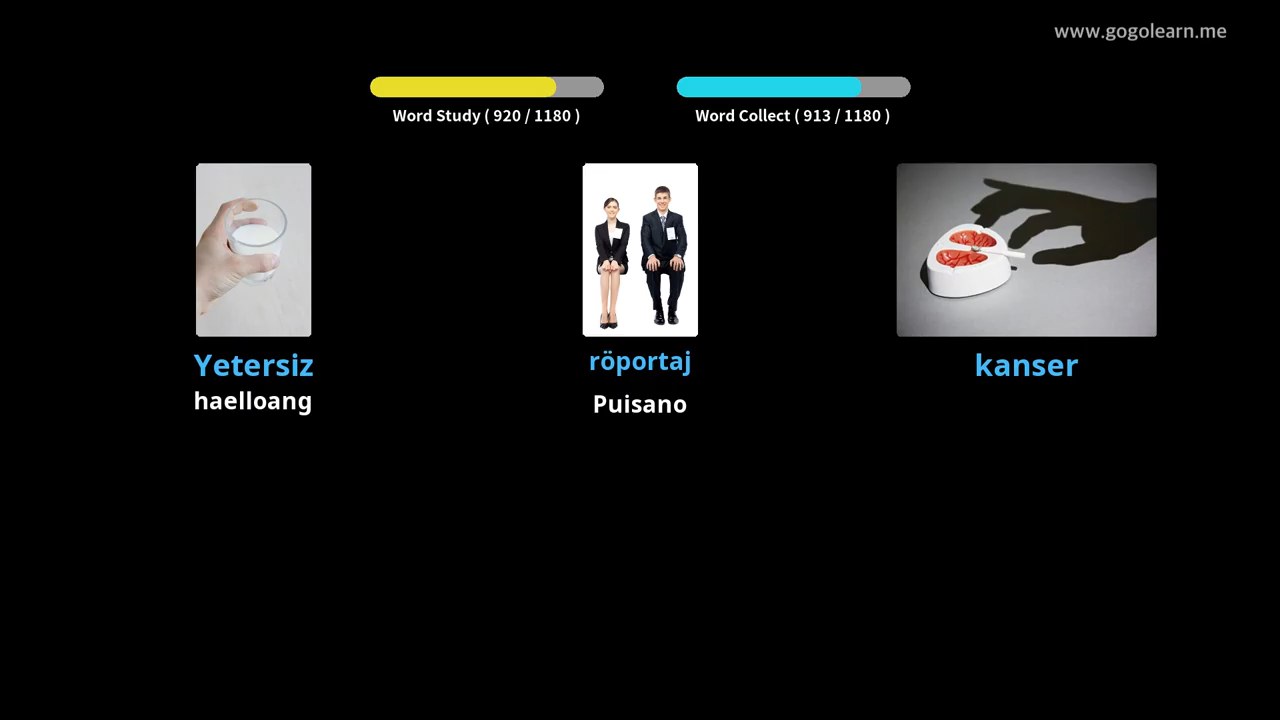 www.gogolearn.me
Word Study ( 920 / 1180 )
Word Collect ( 913 / 1180 )
Yetersiz
haelloang
röportaj
Puisano
kanser